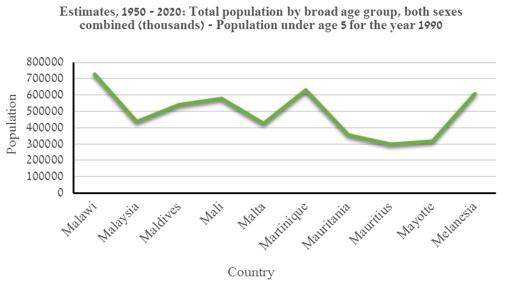 Estimates, 1950 - 2020: Total population by broad age group, both sexes
combined (thousands) - Population under age 5 for the year 1990
800000
700000
600000
500000
400000
300000
200000
100000
0
Population
Malawi
Malaysia
Maldives
Mali
Malta
Martinique
Mauritania
Mauritius
Mayotte
Melanesia
Country